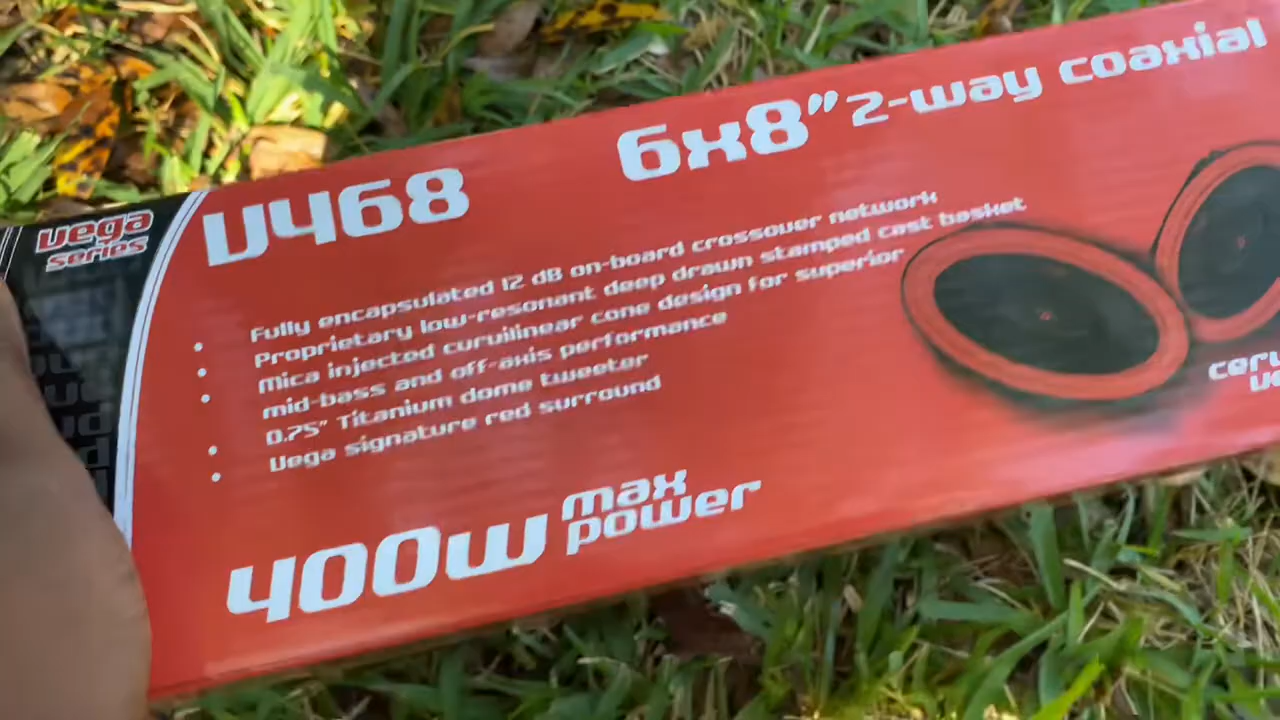 vega
series
V468
6x8" 2-way coaxial
• Fully encapsulated 12 dB on-board crossover network
• Proprietary low-resonant deep drawn stamped cast basket
• Mica injected curvilinear cone design for superior
mid-bass and off-axis performance
• 0.75" Titanium dome tweeter
• Vega signature red surround
400w max
power